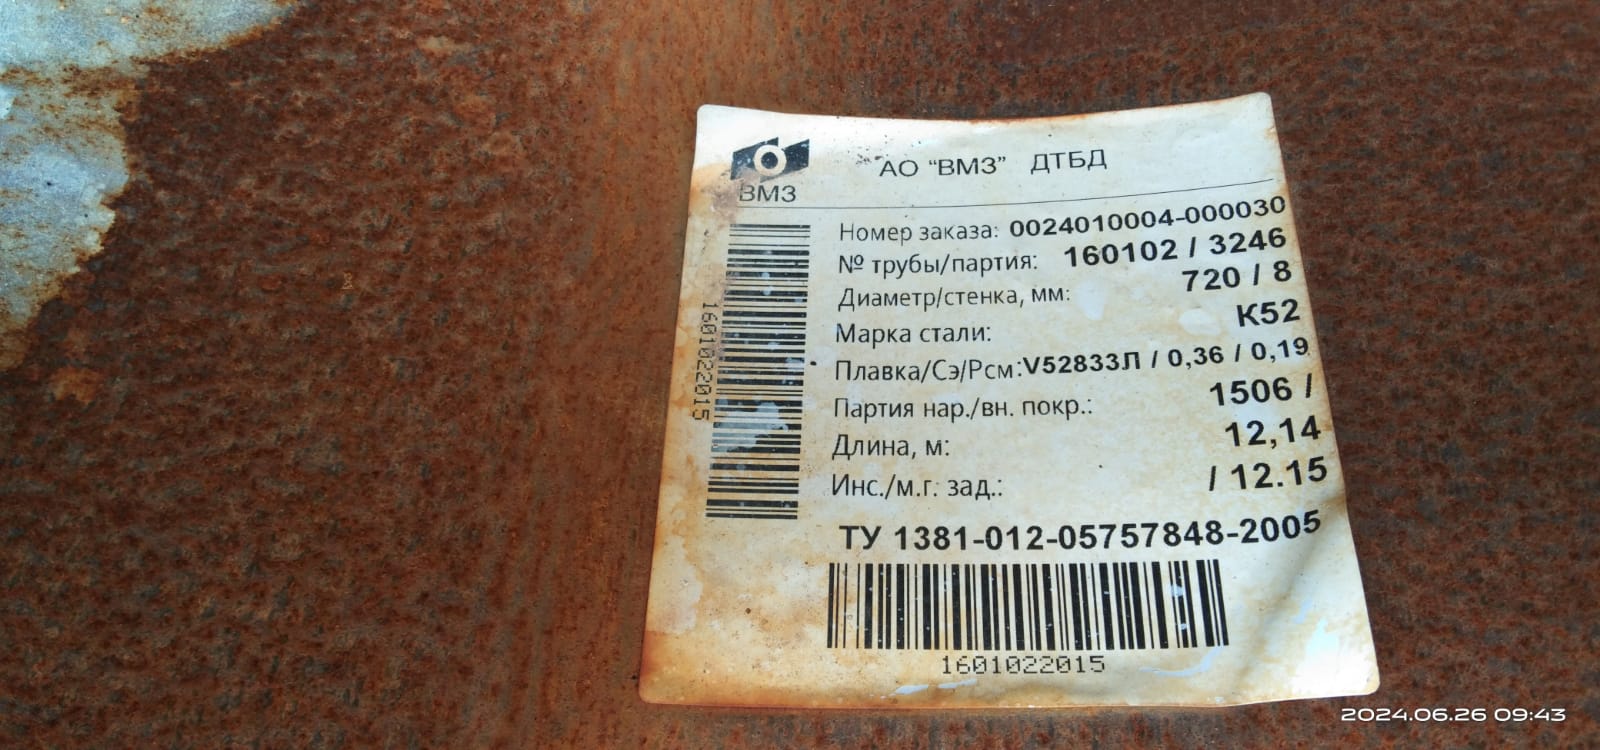 ВМЗ
АО "ВМЗ" ДТБД
Номер заказа: 0024010004-000030
№ трубы/партия: 160102 / 3246
Диаметр/стенка, мм: 720 / 8
Марка стали: К52
Плавка/Сэ/Рсм: V52833Л / 0,36 / 0,19
Партия нар./вн. покр.: 1506 /
Длина, м: 12,14
Инс./м.г. зад.: / 12.15
ТУ 1381-012-05757848-2005
1601022015
1601022015
2024.06.26 09:43